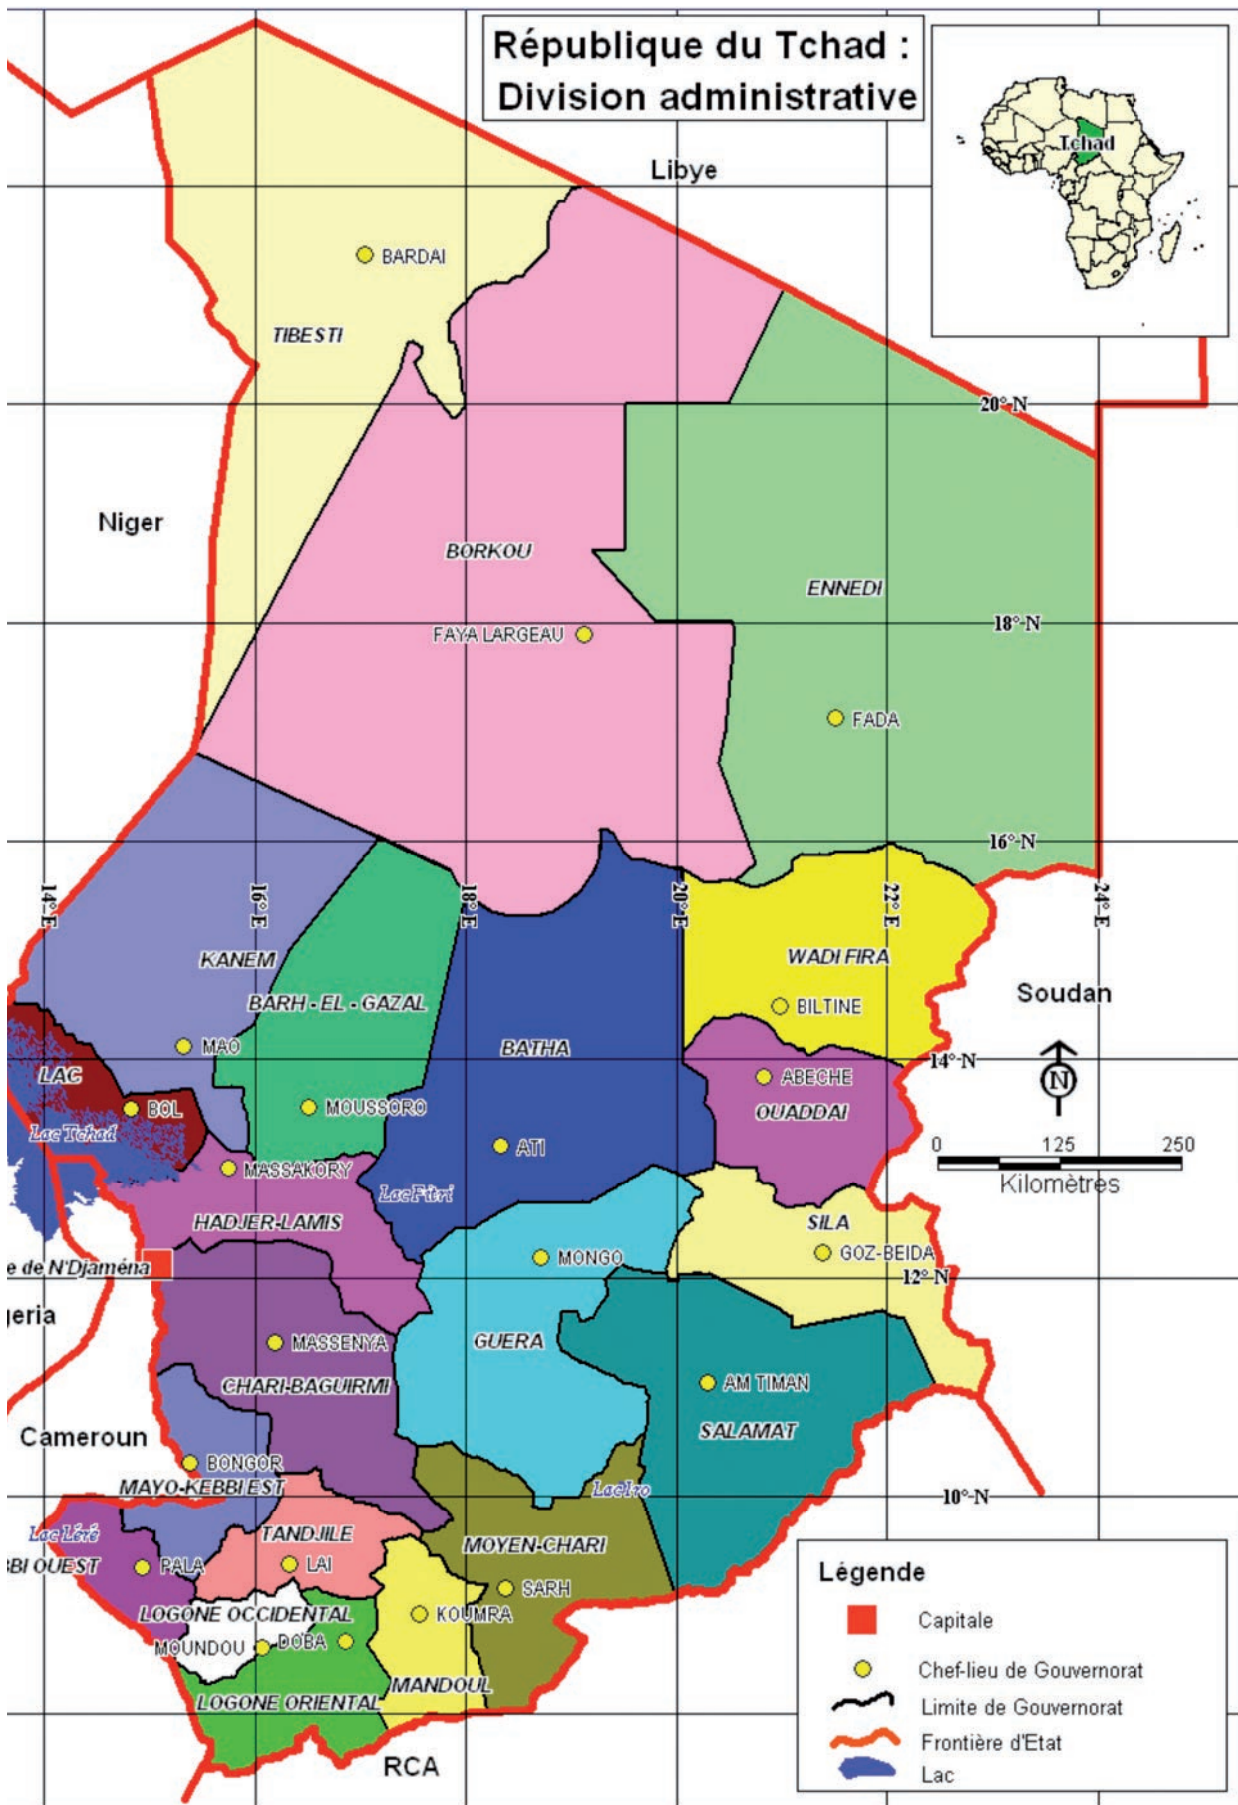 République du Tchad :
Division administrative
Tchad
Libye
BARDAI
TIBESTI
20° N
Niger
BORKOU
ENNEDI
18° N
FAYA LARGEAU
FADA
16° N
14° E
16° E
18° E
20° E
22° E
24° E
KANEM
WADI FIRA
BARH - EL - GAZAL
Soudan
BILTINE
MAO
BATHA
14° N
N
LAC
ABECHE
BOL
MOUSSORO
OUADDAI
Lac Tchad
ATI
0 125 250
Kilomètres
MASSAKORY
Lac Fitri
HADJER-LAMIS
SILA
GOZ-BEIDA
MONGO
e de N'Djaména
12° N
geria
MASSENYA
GUERA
CHARI-BAGUIRMI
AM TIMAN
SALAMAT
Cameroun
BONGOR
MAYO-KEBBI EST
Lac Iro
10° N
Lac Léré
TANDJILE
MOYEN-CHARI
BBI OUEST
PALA
LAI
SARH
LOGONE OCCIDENTAL
KOUMRA
MOUNDOU
DOBA
MANDOUL
LOGONE ORIENTAL
RCA
Légende
Capitale
Chef-lieu de Gouvernorat
Limite de Gouvernorat
Frontière d'Etat
Lac